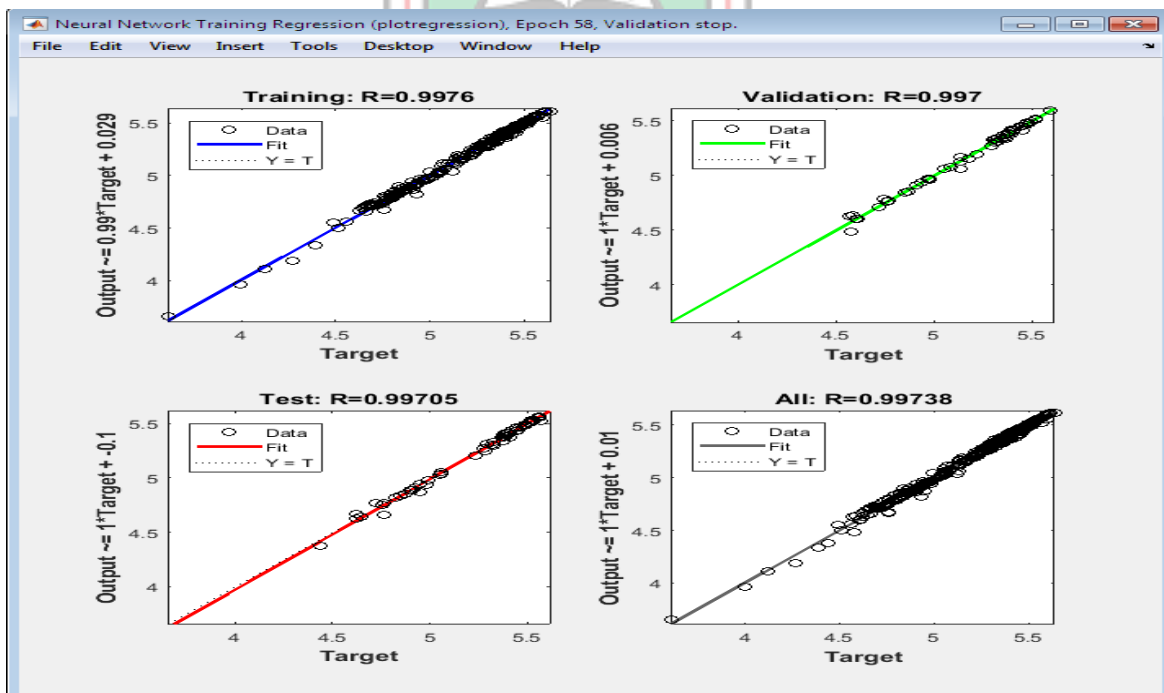 Neural Network Training Regression (plotregression), Epoch 58, Validation stop.
File Edit View Insert Tools Desktop Window Help
Training: R=0.9976
Output ~= 0.99*Target + 0.029
5.5
5
4.5
4
Data
Fit
Y = T
4 4.5 5 5.5
Target
Validation: R=0.997
Output ~= 1*Target + 0.006
5.5
5
4.5
4
Data
Fit
Y = T
4 4.5 5 5.5
Target
Test: R=0.99705
Output ~= 1*Target + -0.1
5.5
5
4.5
4
Data
Fit
Y = T
4 4.5 5 5.5
Target
All: R=0.99738
Output ~= 1*Target + 0.01
5.5
5
4.5
4
Data
Fit
Y = T
4 4.5 5 5.5
Target